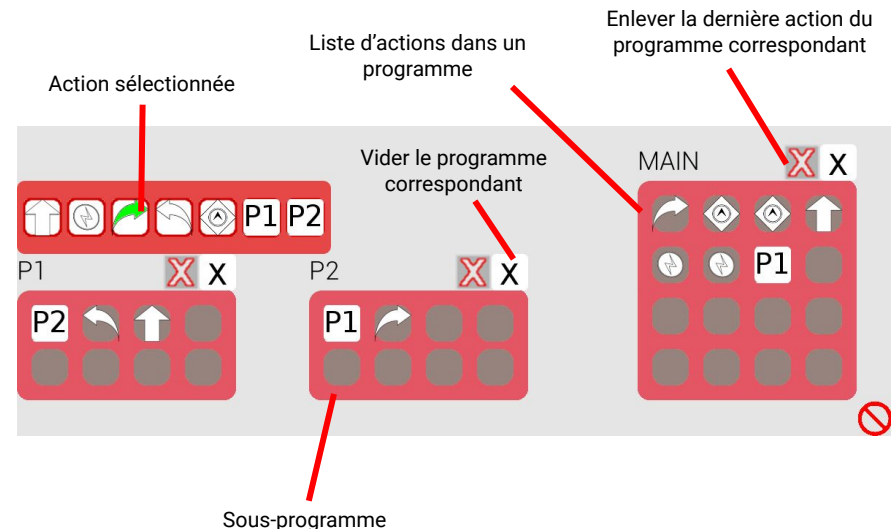 Enlever la dernière action du
programme correspondant
Liste d’actions dans un
programme
Action sélectionnée
Vider le programme
correspondant
MAIN
X X
P1 P2
P1
X X
P2
X X
P2
P1
P1
Sous-programme